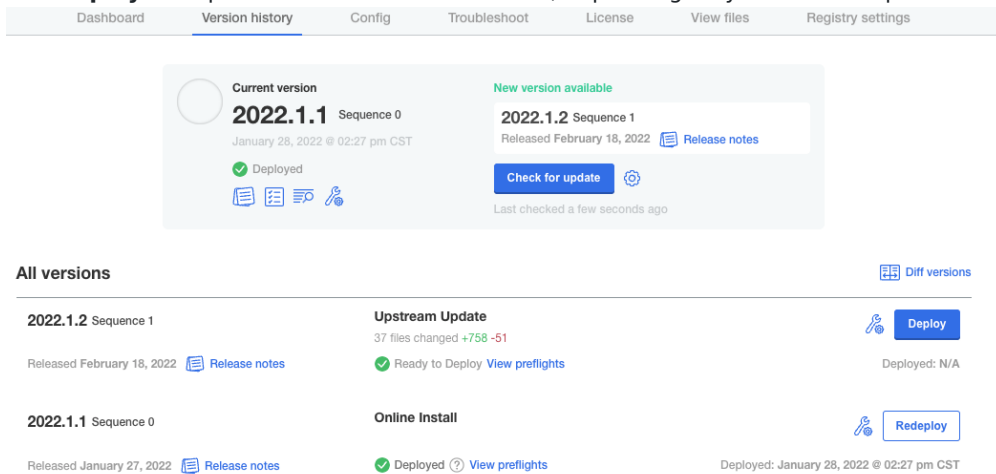 Dashboard Version history Config Troubleshoot License View files Registry settings
Current version
2022.1.1 Sequence 0
January 28, 2022 @ 02:27 pm CST
Deployed
New version available
2022.1.2 Sequence 1
Released February 18, 2022 Release notes
Check for update
Last checked a few seconds ago
All versions
Diff versions
2022.1.2 Sequence 1
Upstream Update
37 files changed +758 -51
Deploy
Released February 18, 2022 Release notes
Ready to Deploy View preflights
Deployed: N/A
2022.1.1 Sequence 0
Online Install
Redeploy
Released January 27, 2022 Release notes
Deployed ? View preflights
Deployed: January 28, 2022 @ 02:27 pm CST